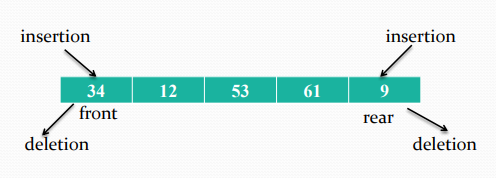 insertion insertion
34 12 53 61 9
front rear
deletion deletion